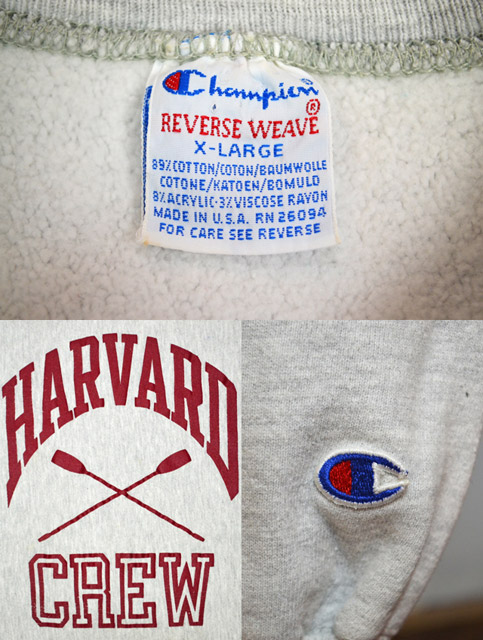 Champion
®
REVERSE WEAVE
X-LARGE
89% COTTON/COTON/BAUMWOLLE
COTONE/KATOEN/BOMULD
8% ACRYLIC·3% VISCOSE RAYON
MADE IN U.S.A. RN 26094
FOR CARE SEE REVERSE
HARVARD
CREW